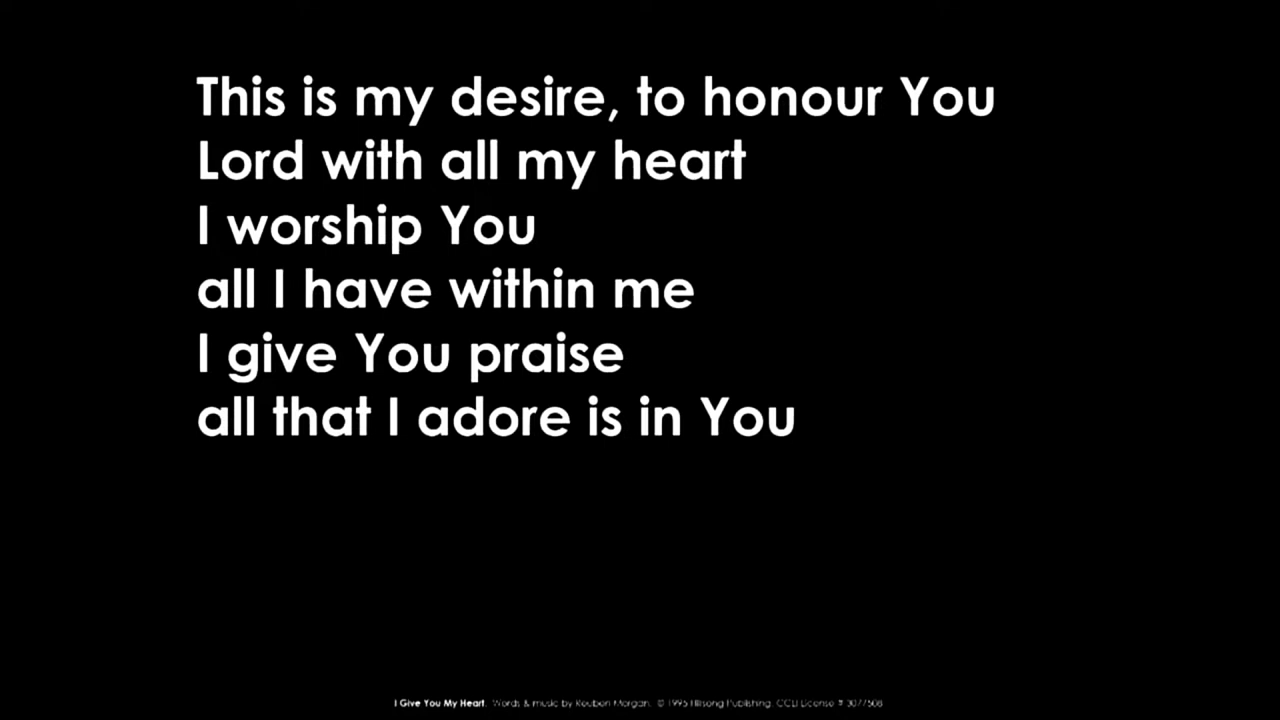 This is my desire, to honour You
Lord with all my heart
I worship You
all I have within me
I give You praise
all that I adore is in You
I Give You My Heart. Words & music by Reuben Morgan. © 1995 Hillsong Publishing. CCLI License #